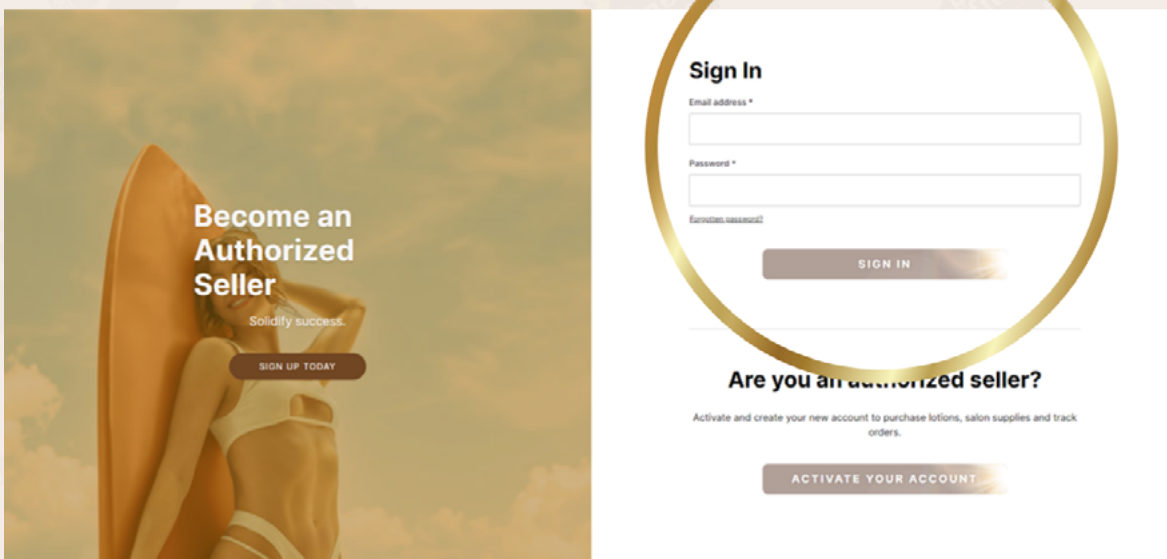 Become an
Authorized
Seller
Solidify success.
SIGN UP TODAY
Sign In
Email address *
Password *
Forgotten password?
SIGN IN
Are you an authorized seller?
Activate and create your new account to purchase lotions, salon supplies and track
orders.
ACTIVATE YOUR ACCOUNT